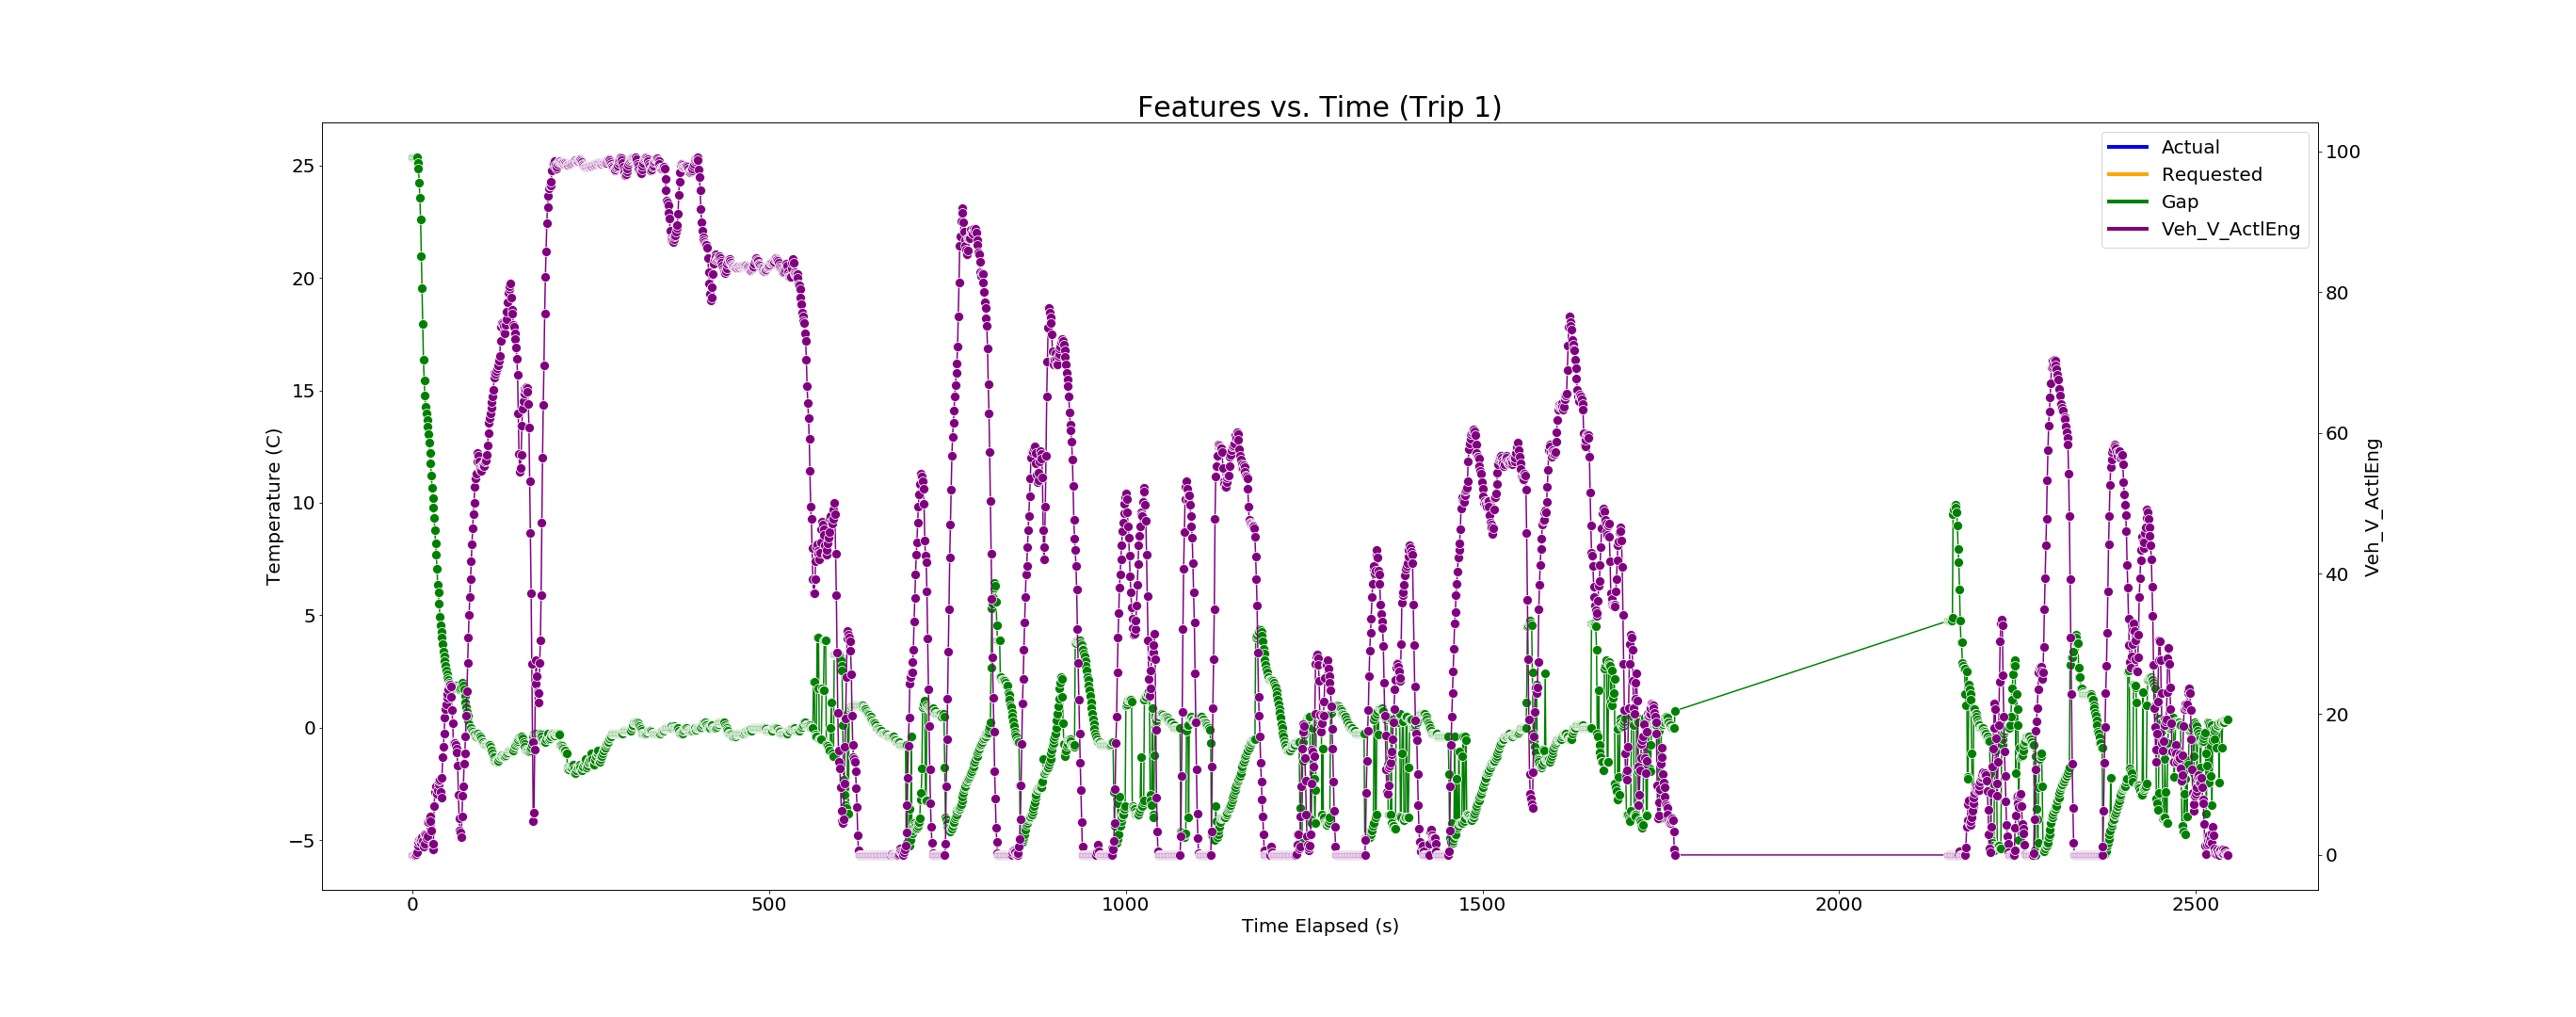 Features vs. Time (Trip 1)
Actual
Requested
Gap
Veh_V_ActlEng
25
20
15
10
5
0
−5
Temperature (C)
100
80
60
40
20
0
Veh_V_ActlEng
0 500 1000 1500 2000 2500
Time Elapsed (s)